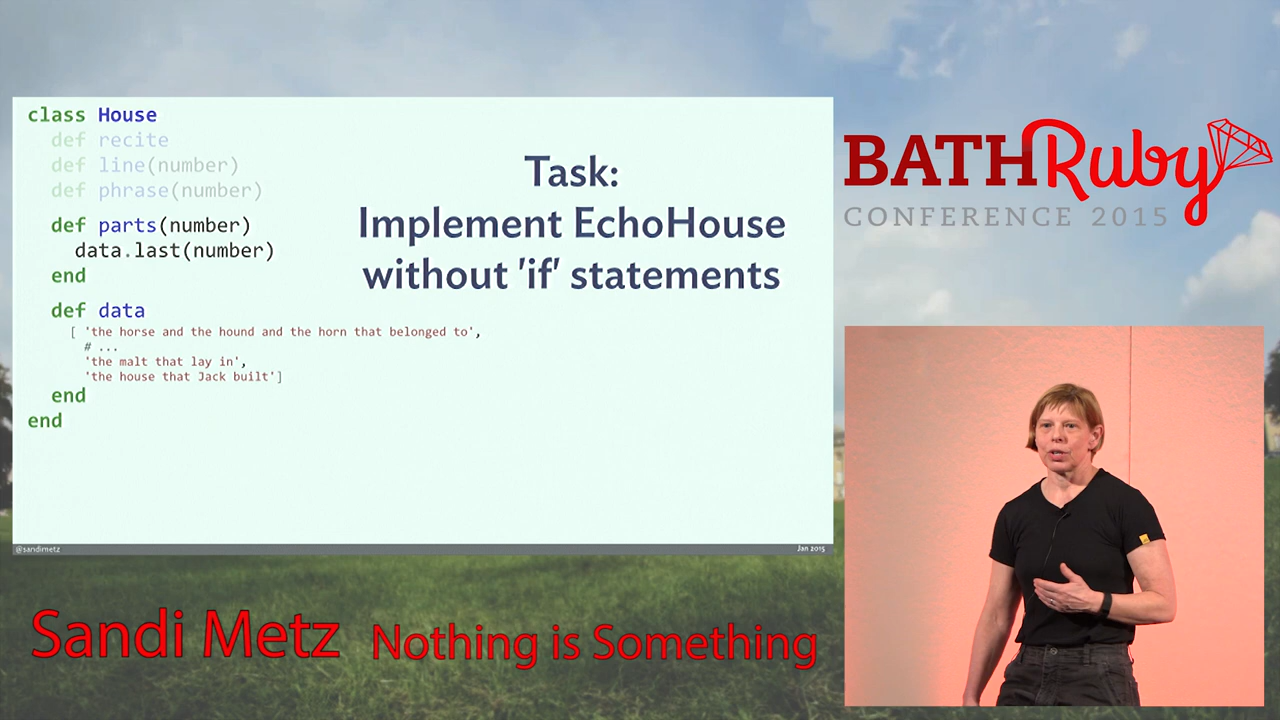 class House
def recite
def line(number)
def phrase(number)
def parts(number)
data.last(number)
end
def data
[ 'the horse and the hound and the horn that belonged to',
# ...
'the malt that lay in',
'the house that Jack built']
end
end
Task:
Implement EchoHouse
without 'if' statements
@sandimetz
Jan 2015
BATHRuby
CONFERENCE 2015
Sandi Metz
Nothing is Something